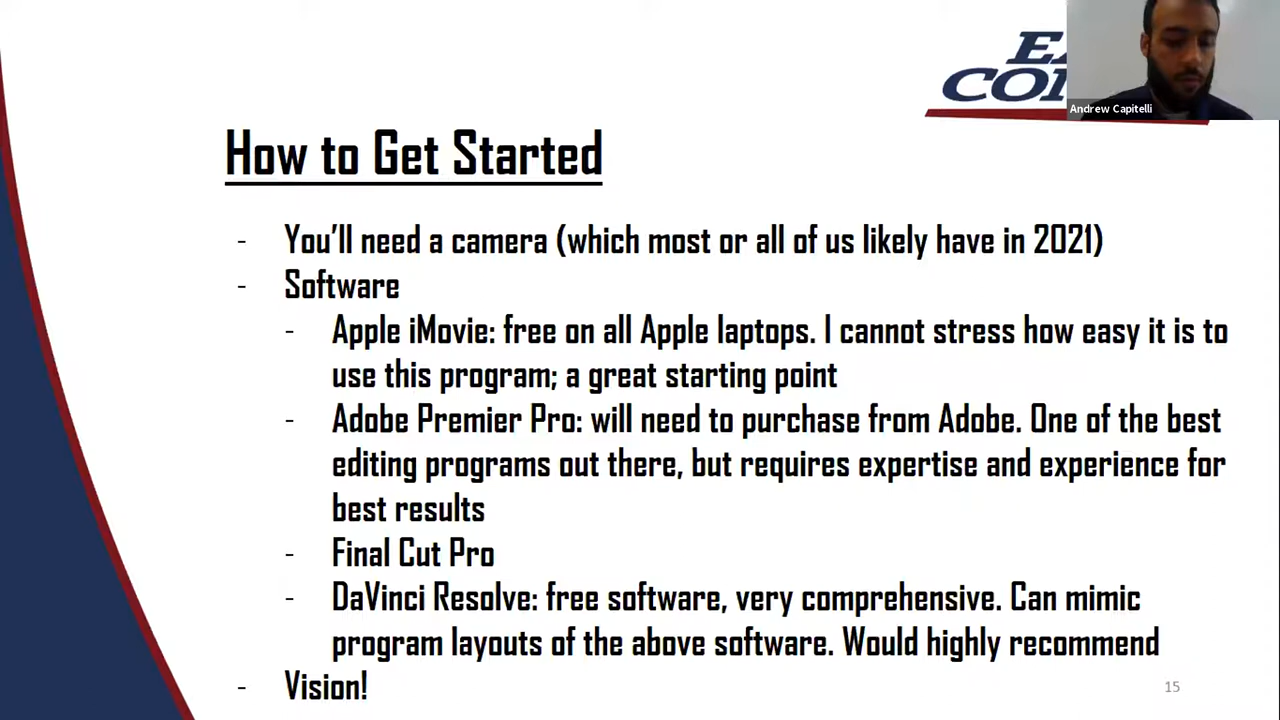 Andrew Capitelli
How to Get Started
- You'll need a camera (which most or all of us likely have in 2021)
- Software
- Apple iMovie: free on all Apple laptops. I cannot stress how easy it is to
use this program; a great starting point
- Adobe Premier Pro: will need to purchase from Adobe. One of the best
editing programs out there, but requires expertise and experience for
best results
- Final Cut Pro
- DaVinci Resolve: free software, very comprehensive. Can mimic
program layouts of the above software. Would highly recommend
- Vision!
15